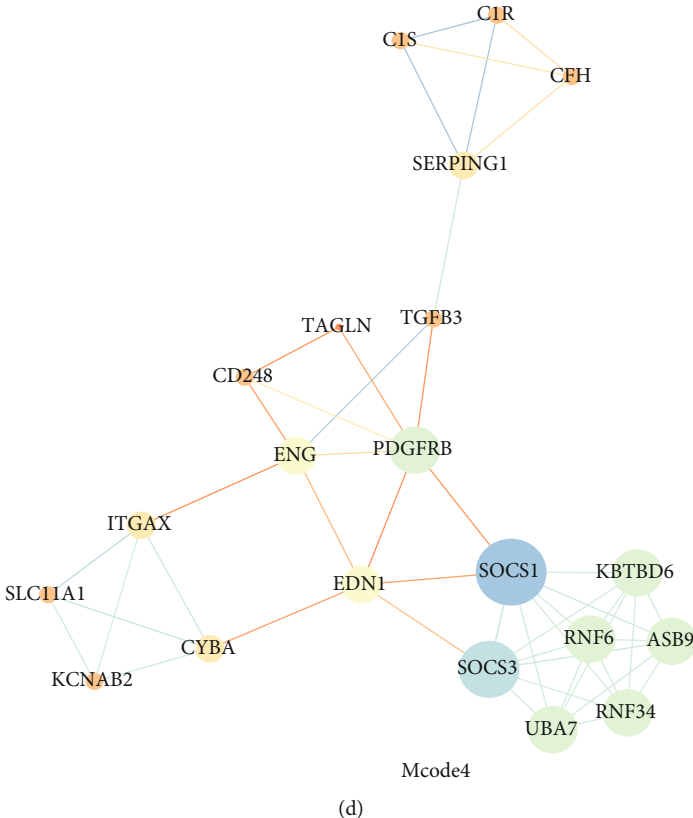 C1R
C1S
CFH
SERPING1
TAGLN
TGFB3
CD248
ENG
PDGFRB
ITGAX
SLC11A1
EDN1
SOCS1
KBTBD6
CYBA
KCNAB2
RNF6
ASB9
SOCS3
UBA7
RNF34
Mcode4
(d)